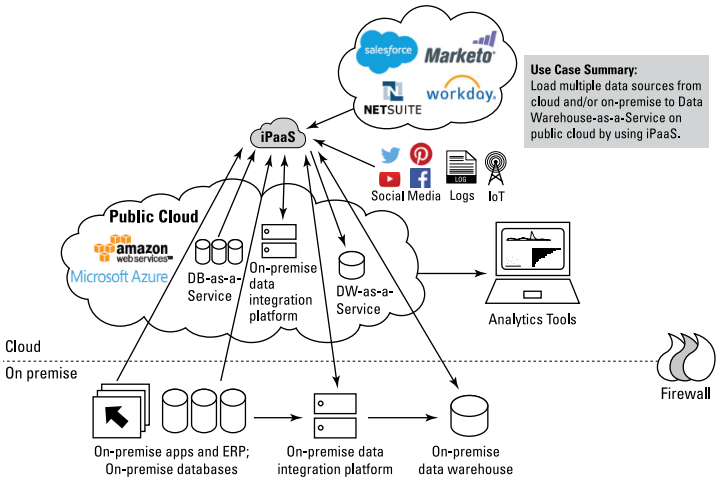 salesforce
Marketo
NETSUITE
workday.
Use Case Summary:
Load multiple data sources from
cloud and/or on-premise to Data
Warehouse-as-a-Service on
public cloud by using iPaaS.
iPaaS
LOG
Social Media
Logs
IoT
Public Cloud
amazon
webservices™
Microsoft Azure
DB-as-a-
Service
On-premise
data
integration
platform
DW-as-a-
Service
Analytics Tools
Cloud
On premise
Firewall
On-premise apps and ERP;
On-premise databases
On-premise data
integration platform
On-premise
data warehouse